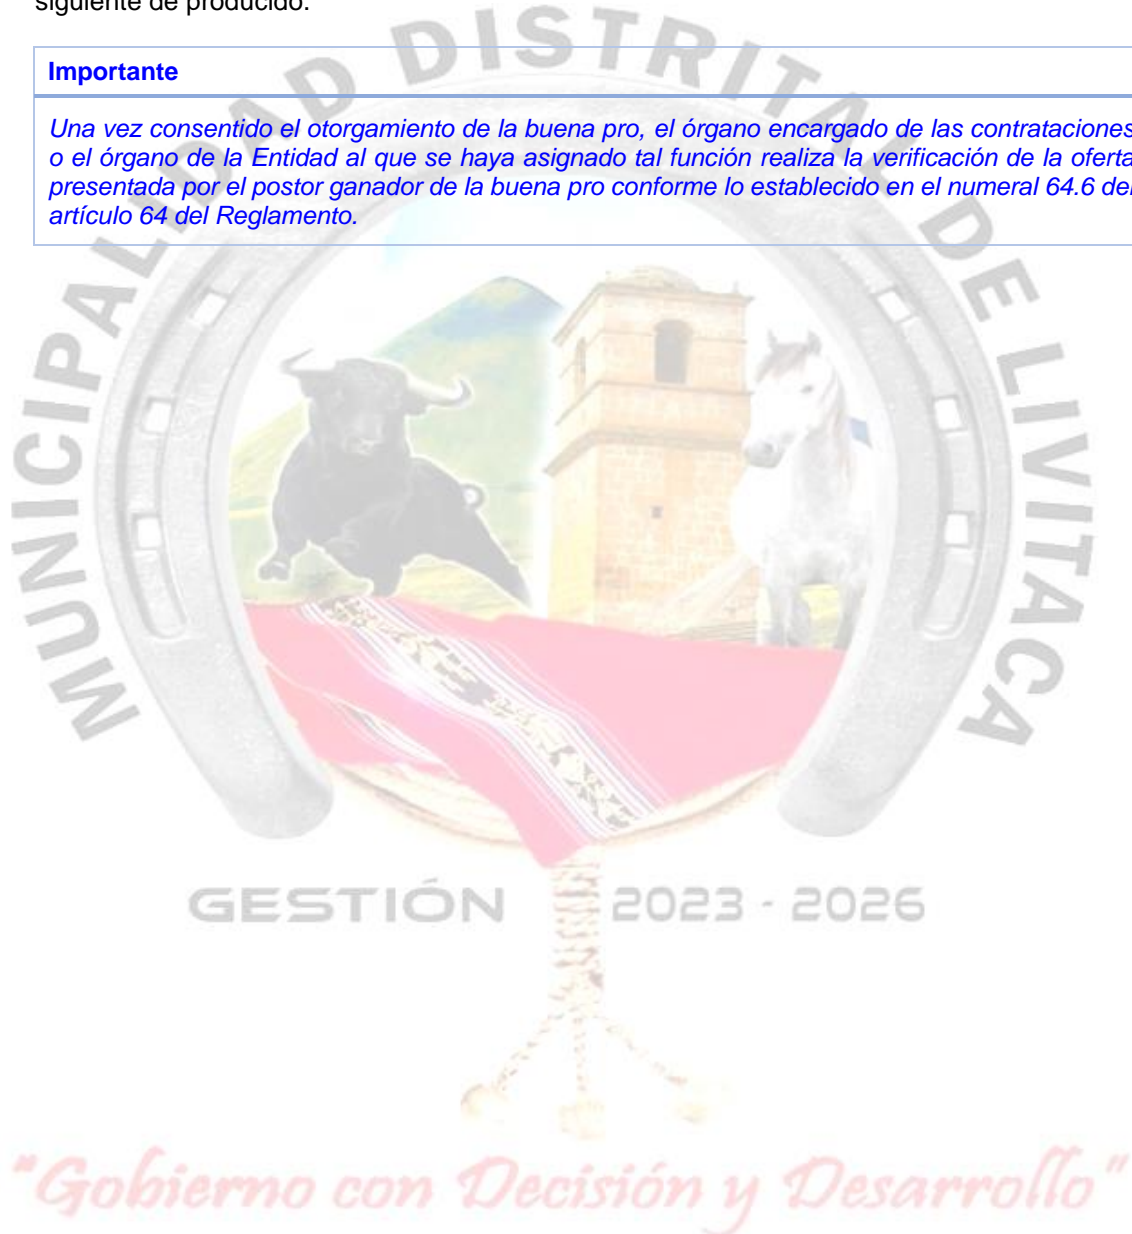 siguiente de producido.
Importante
Una vez consentido el otorgamiento de la buena pro, el órgano encargado de las contrataciones
o el órgano de la Entidad al que se haya asignado tal función realiza la verificación de la oferta
presentada por el postor ganador de la buena pro conforme lo establecido en el numeral 64.6 del
artículo 64 del Reglamento.
MUNICIPALIDAD DISTRITAL DE LIVITACA
GESTIÓN 2023 - 2026
"Gobierno con Decisión y Desarrollo"